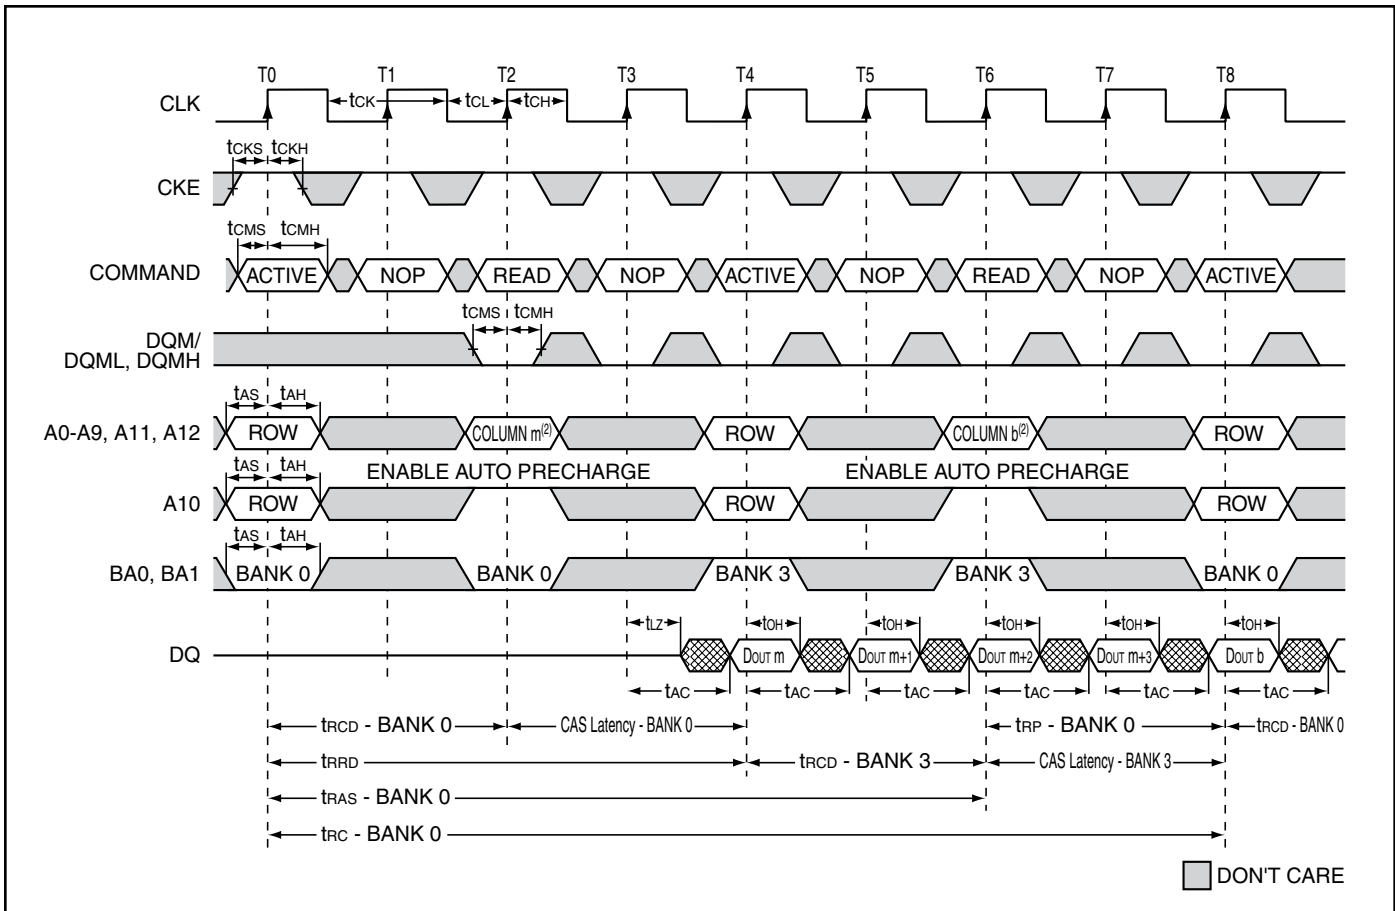 T0 T1 T2 T3 T4 T5 T6 T7 T8
CLK tCK tCL tCH
tCKS tCKH
CKE
tCMS tCMH
COMMAND ACTIVE NOP READ NOP ACTIVE NOP READ NOP ACTIVE
tCMS tCMH
DQM/
DQML, DQMH
tAS tAH
A0-A9, A11, A12 ROW COLUMN m(2) ROW COLUMN b(2) ROW
tAS tAH ENABLE AUTO PRECHARGE ENABLE AUTO PRECHARGE
A10 ROW ROW ROW
tAS tAH
BA0, BA1 BANK 0 BANK 0 BANK 3 BANK 3 BANK 0
tLZ tOH tOH tOH tOH tOH
DQ DOUT m DOUT m+1 DOUT m+2 DOUT m+3 DOUT b
tAC tAC tAC tAC tAC tAC
tRCD - BANK 0 CAS Latency - BANK 0 tRP - BANK 0 tRCD - BANK 0
tRRD tRCD - BANK 3 CAS Latency - BANK 3
tRAS - BANK 0
tRC - BANK 0
DON'T CARE